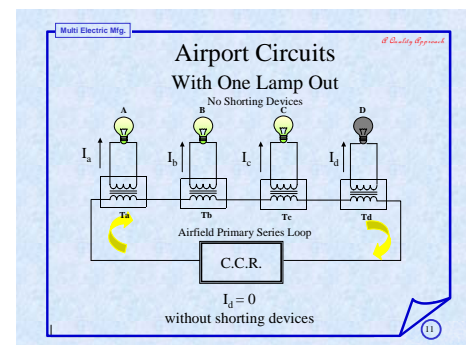 Multi Electric Mfg.
A Quality Approach
Airport Circuits
With One Lamp Out
No Shorting Devices
A B C D
Ia Ib Ic Id
Ta Tb Tc Td
Airfield Primary Series Loop
C.C.R.
Id = 0
without shorting devices
11